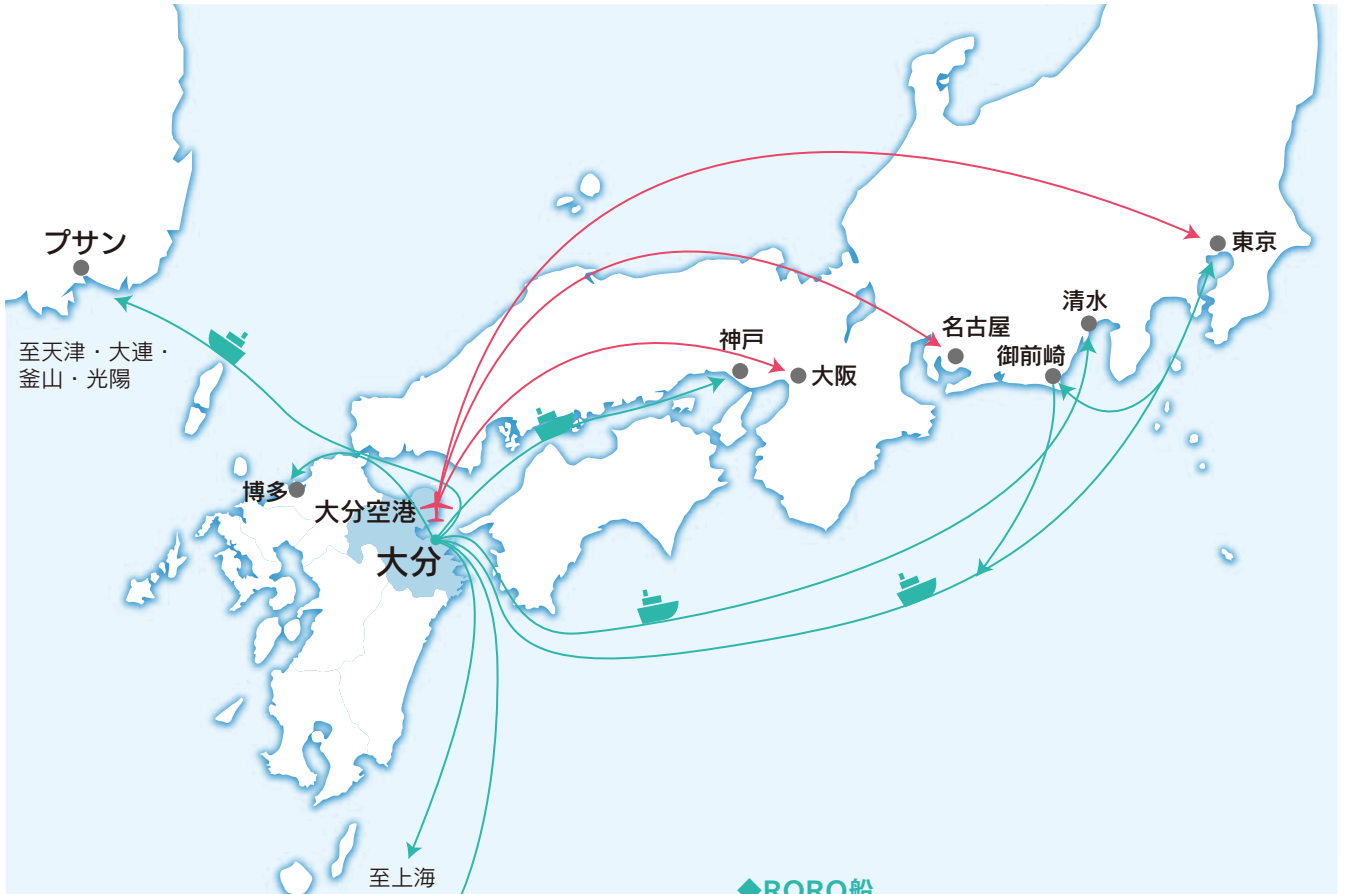 東京
プサン
清水
名古屋
神戸
御前崎
至天津・大連・
釜山・光陽
大阪
博多
大分空港
大分
至上海
◆RORO船